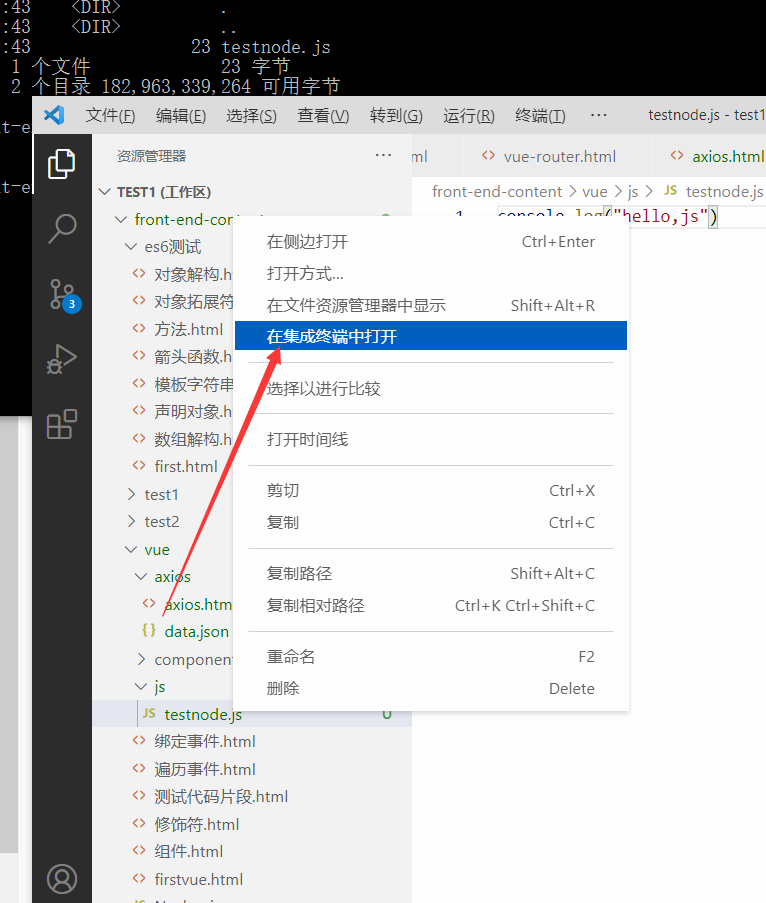 :43    <DIR>          .
:43    <DIR>          ..
:43                23 testnode.js
1 个文件             23 字节
2 个目录 182,963,339,264 可用字节
nt-e
nt-e
文件(F) 编辑(E) 选择(S) 查看(V) 转到(G) 运行(R) 终端(T) ··· testnode.js - test1
资源管理器 ··· ml <> vue-router.html <> axios.html
TEST1 (工作区)
front-end-content > vue > js > JS testnode.js
front-end-con
1 console.log("hello,js")
es6测试
<> 对象解构.h
<> 对象拓展符
<> 方法.html
<> 箭头函数.h
<> 模板字符串
<> 声明对象.h
<> 数组解构.h
<> first.html
test1
test2
vue
axios
<> axios.htm
{} data.json
component
js
JS testnode.js U
<> 绑定事件.html
<> 遍历事件.html
<> 测试代码片段.html
<> 修饰符.html
<> 组件.html
<> firstvue.html
3
在侧边打开 Ctrl+Enter
打开方式...
在文件资源管理器中显示 Shift+Alt+R
在集成终端中打开
选择以进行比较
打开时间线
剪切 Ctrl+X
复制 Ctrl+C
复制路径 Shift+Alt+C
复制相对路径 Ctrl+K Ctrl+Shift+C
重命名 F2
删除 Delete